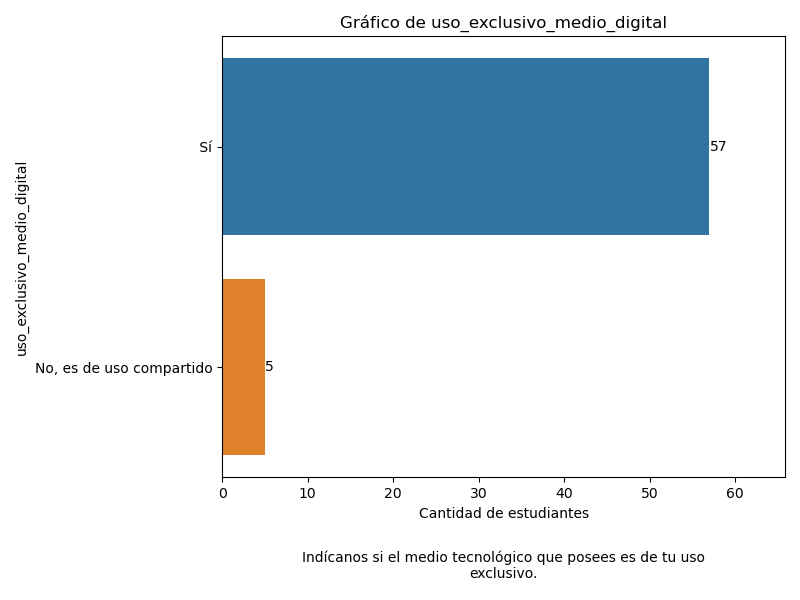 Gráfico de uso_exclusivo_medio_digital
uso_exclusivo_medio_digital
Sí
57
No, es de uso compartido
5
0 10 20 30 40 50 60
Cantidad de estudiantes
Indícanos si el medio tecnológico que posees es de tu uso
exclusivo.